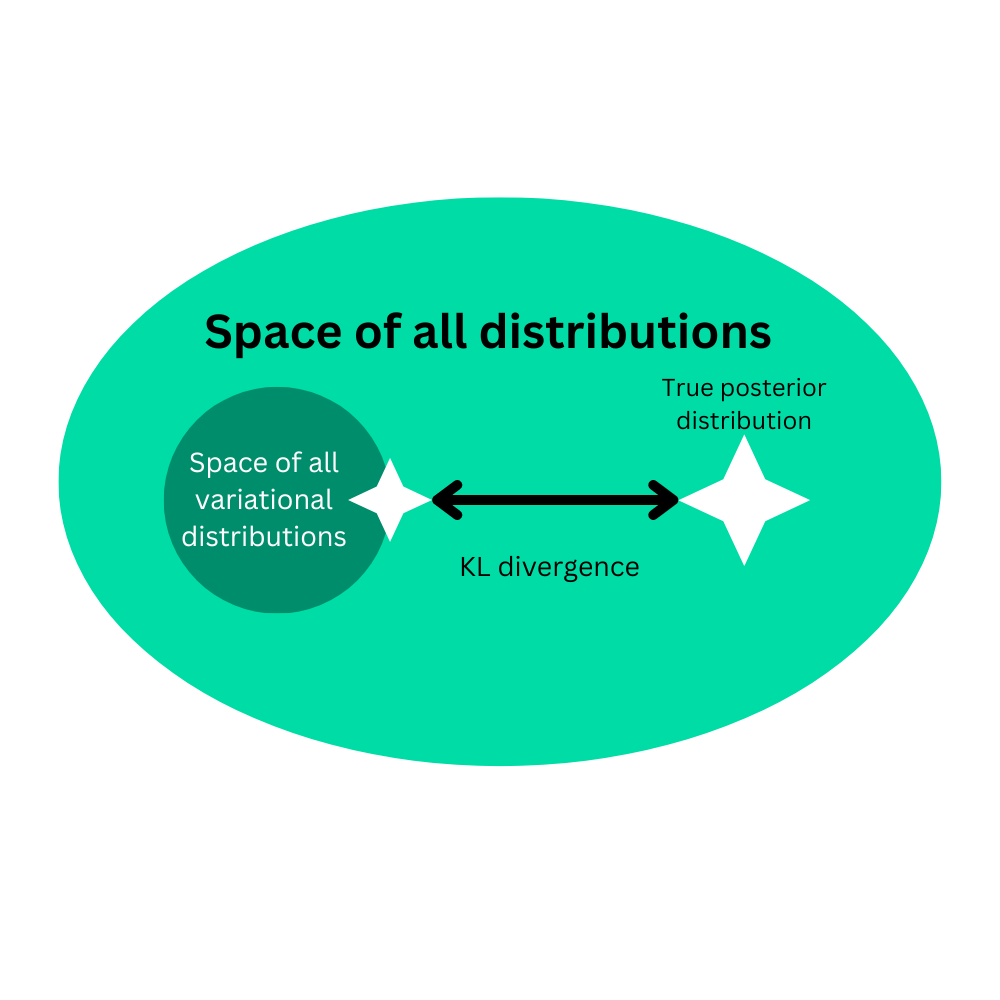 Space of all distributions
True posterior
distribution
Space of all
variational
distributions
KL divergence